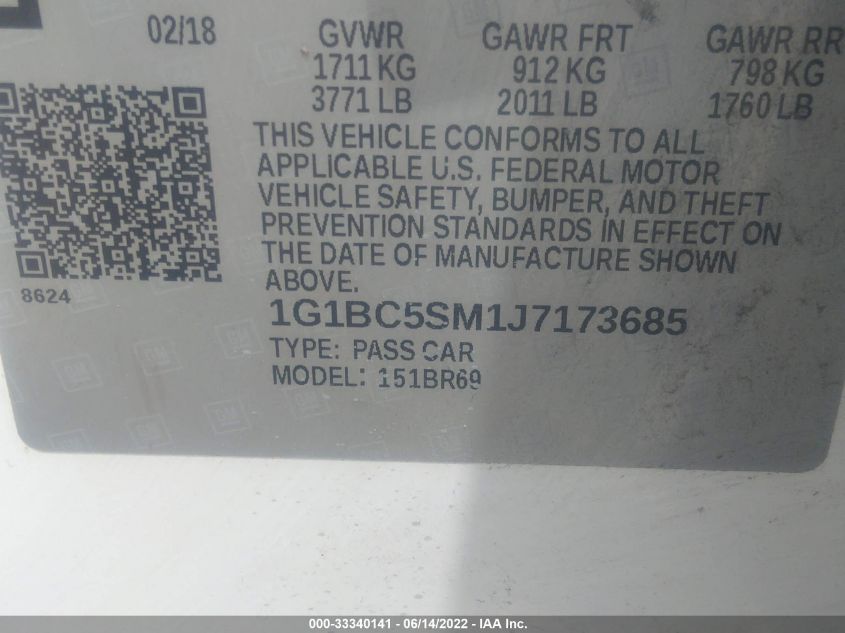 02/18 GVWR GAWR FRT GAWR RR
1711 KG 912 KG 798 KG
3771 LB 2011 LB 1760 LB
THIS VEHICLE CONFORMS TO ALL
APPLICABLE U.S. FEDERAL MOTOR
VEHICLE SAFETY, BUMPER, AND THEFT
PREVENTION STANDARDS IN EFFECT ON
THE DATE OF MANUFACTURE SHOWN
ABOVE.
8624
1G1BC5SM1J7173685
TYPE: PASS CAR
MODEL: 151BR69
000-33340141 - 06/14/2022 - IAA Inc.